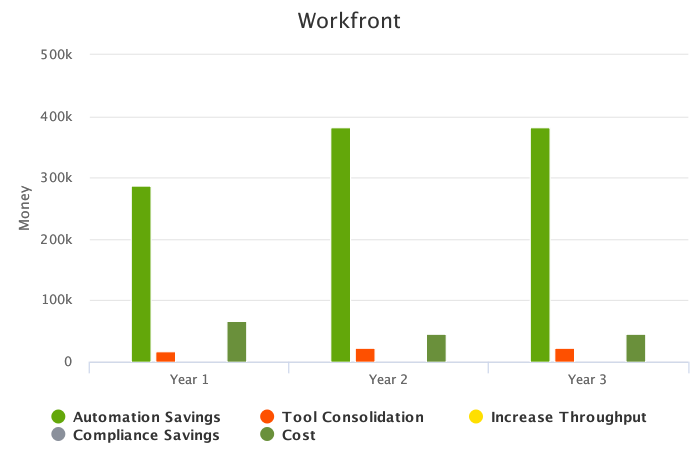 Workfront
500k
400k
300k
200k
100k
0
Money
Year 1 Year 2 Year 3
Automation Savings Tool Consolidation Increase Throughput
Compliance Savings Cost